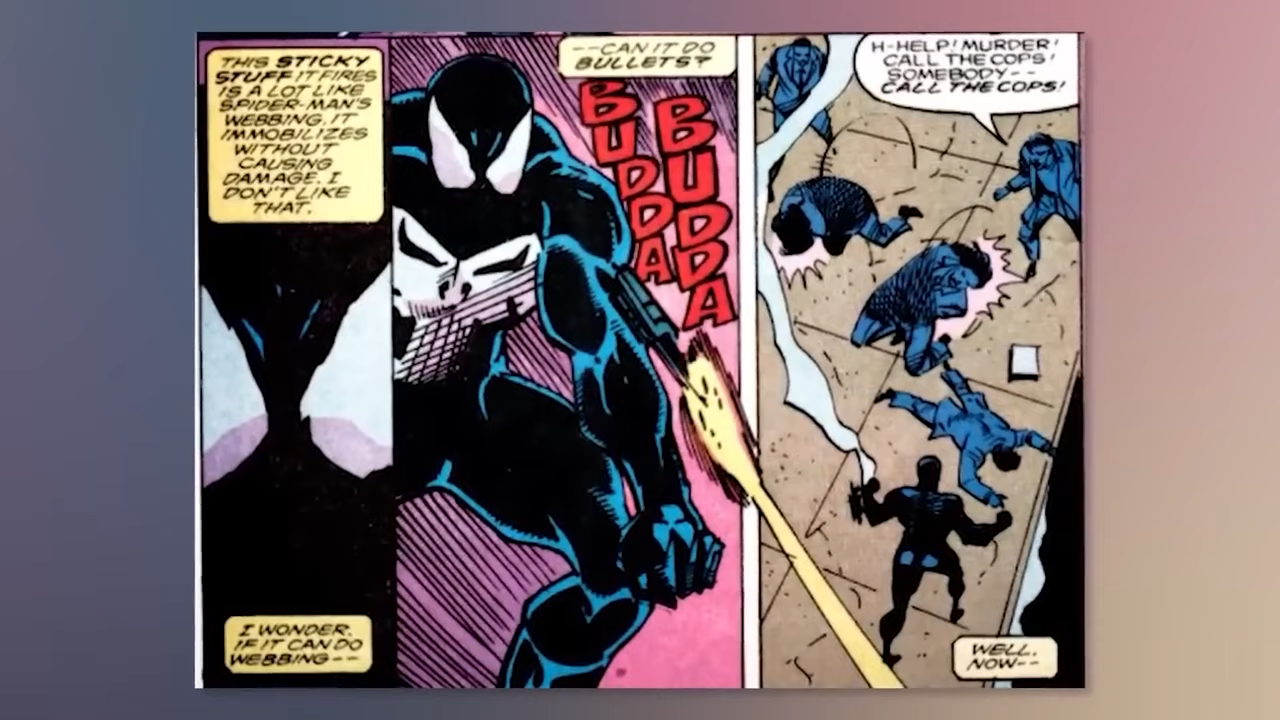 THIS STICKY
STUFF IT FIRES
IS A LOT LIKE
SPIDER-MAN'S
WEBBING. IT
IMMOBILIZES
WITHOUT
CAUSING
DAMAGE. I
DON'T LIKE
THAT.
I WONDER.
IF IT CAN DO
WEBBING--
--CAN IT DO
BULLETS?
BUDDA
BUDDA
H-HELP! MURDER!
CALL THE COPS!
SOMEBODY--
CALL THE COPS!
WELL.
NOW--